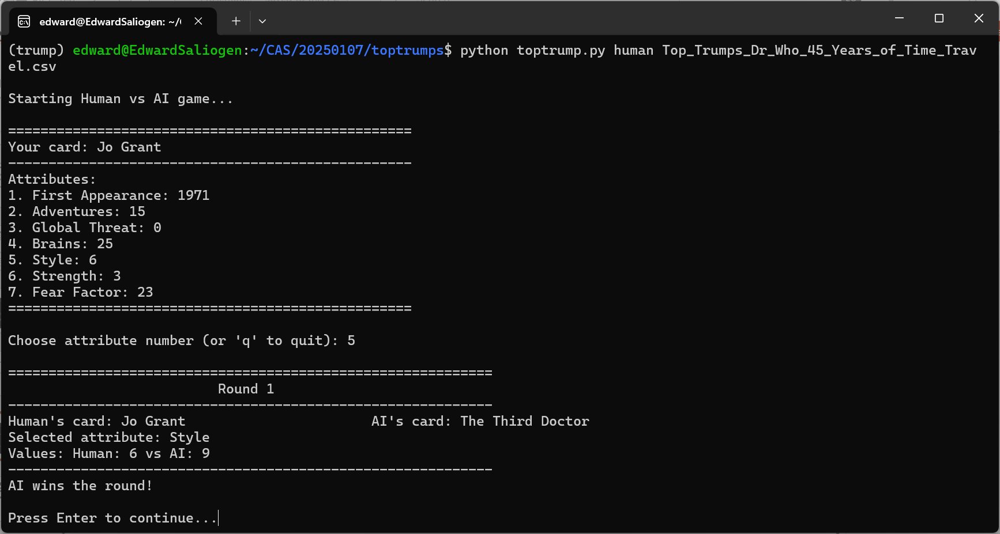 edward@EdwardSaliogen: ~/
(trump) edward@EdwardSaliogen:~/CAS/20250107/toptrumps$ python toptrump.py human Top_Trumps_Dr_Who_45_Years_of_Time_Trav
el.csv
Starting Human vs AI game...
==================================================
Your card: Jo Grant
--------------------------------------------------
Attributes:
1. First Appearance: 1971
2. Adventures: 15
3. Global Threat: 0
4. Brains: 25
5. Style: 6
6. Strength: 3
7. Fear Factor: 23
==================================================
Choose attribute number (or 'q' to quit): 5
============================================================
Round 1
------------------------------------------------------------
Human's card: Jo Grant                       AI's card: The Third Doctor
Selected attribute: Style
Values: Human: 6 vs AI: 9
------------------------------------------------------------
AI wins the round!
Press Enter to continue...